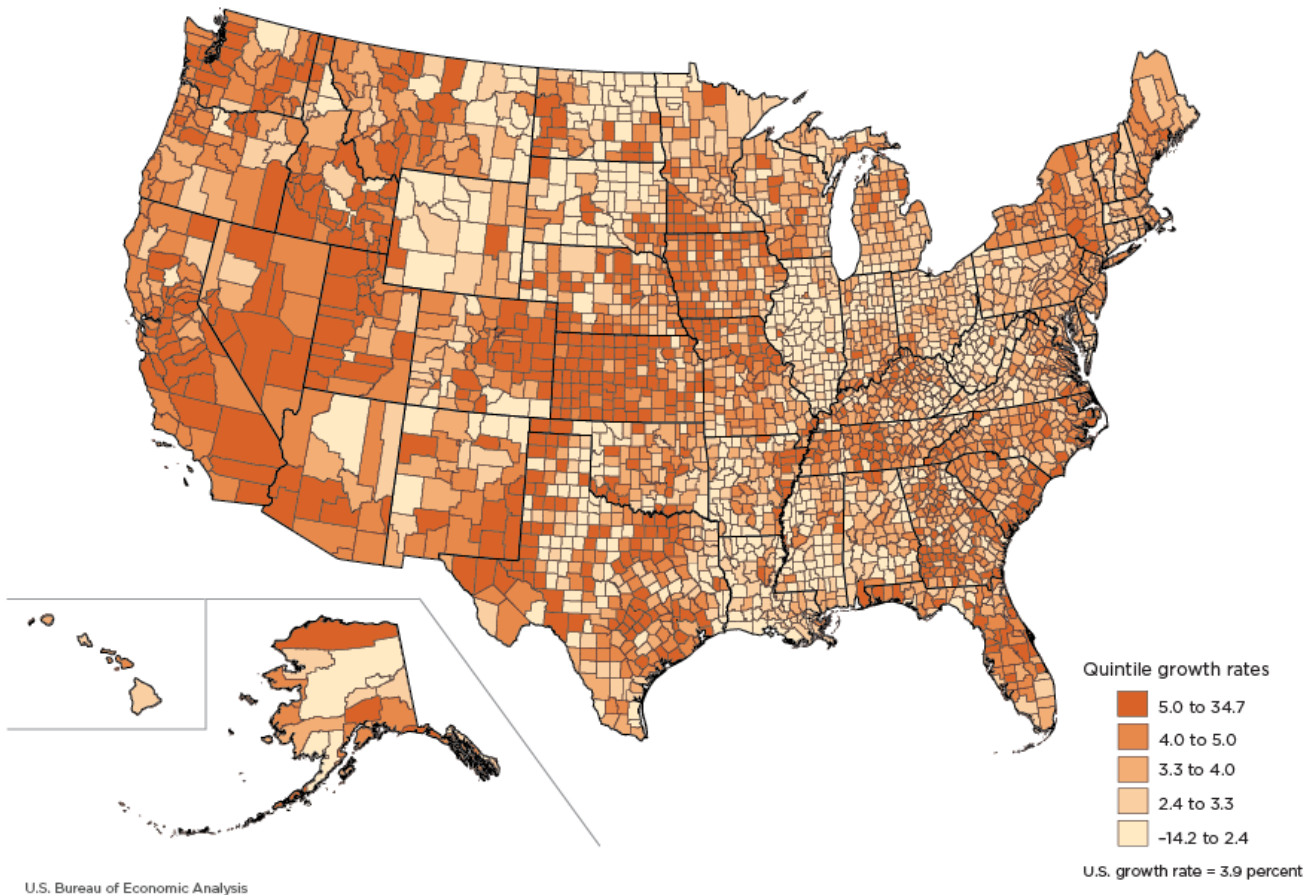 Quintile growth rates
5.0 to 34.7
4.0 to 5.0
3.3 to 4.0
2.4 to 3.3
–14.2 to 2.4
U.S. growth rate = 3.9 percent
U.S. Bureau of Economic Analysis